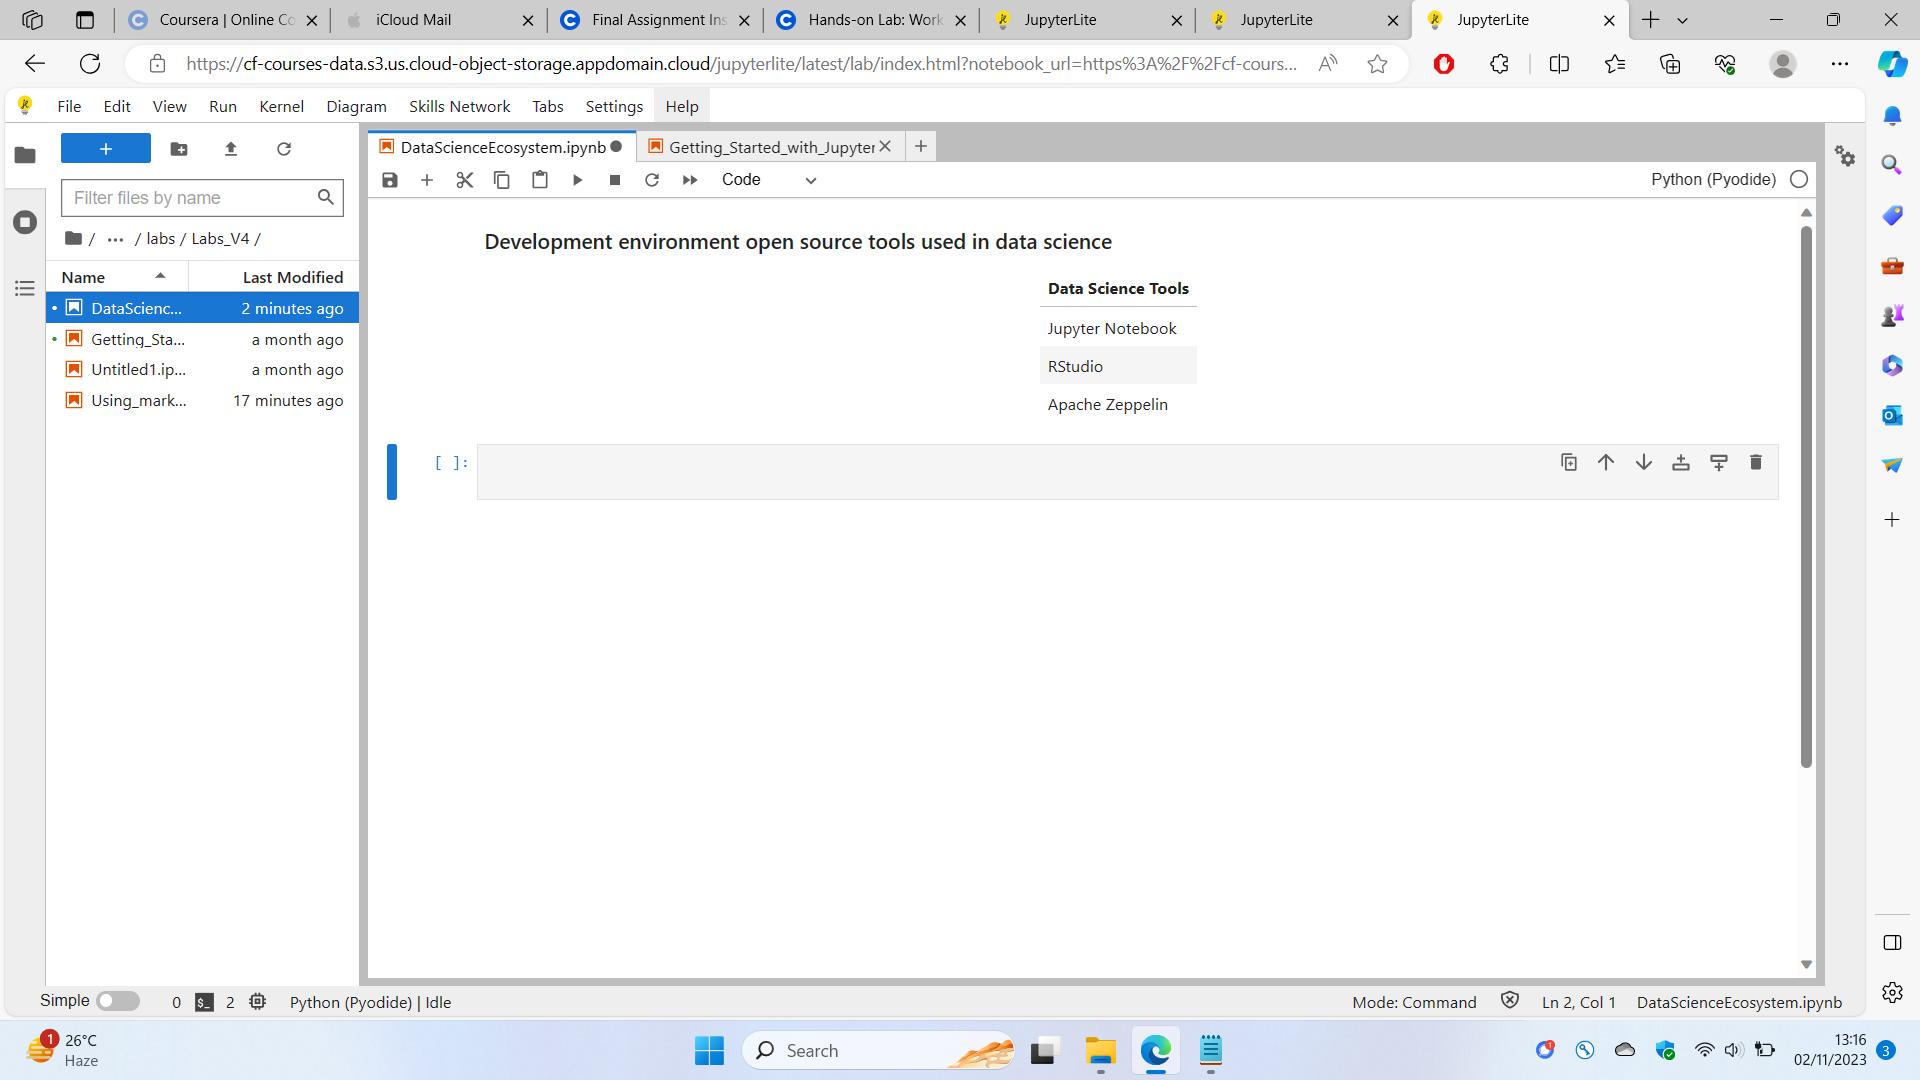 Coursera | Online Co
iCloud Mail
Final Assignment Ins
Hands-on Lab: Work
JupyterLite
JupyterLite
JupyterLite
https://cf-courses-data.s3.us.cloud-object-storage.appdomain.cloud/jupyterlite/latest/lab/index.html?notebook_url=https%3A%2F%2Fcf-cours...
File Edit View Run Kernel Diagram Skills Network Tabs Settings Help
DataScienceEcosystem.ipynb
Getting_Started_with_Jupyter
Filter files by name
Code
Python (Pyodide)
/ ... / labs / Labs_V4 /
Name Last Modified
DataScienc... 2 minutes ago
Getting_Sta... a month ago
Untitled1.ip... a month ago
Using_mark... 17 minutes ago
Development environment open source tools used in data science
Data Science Tools
Jupyter Notebook
RStudio
Apache Zeppelin
[ ]:
Simple 0 $_ 2 Python (Pyodide) | Idle
Mode: Command Ln 2, Col 1 DataScienceEcosystem.ipynb
1
26°C
Haze
Search
13:16
02/11/2023
3